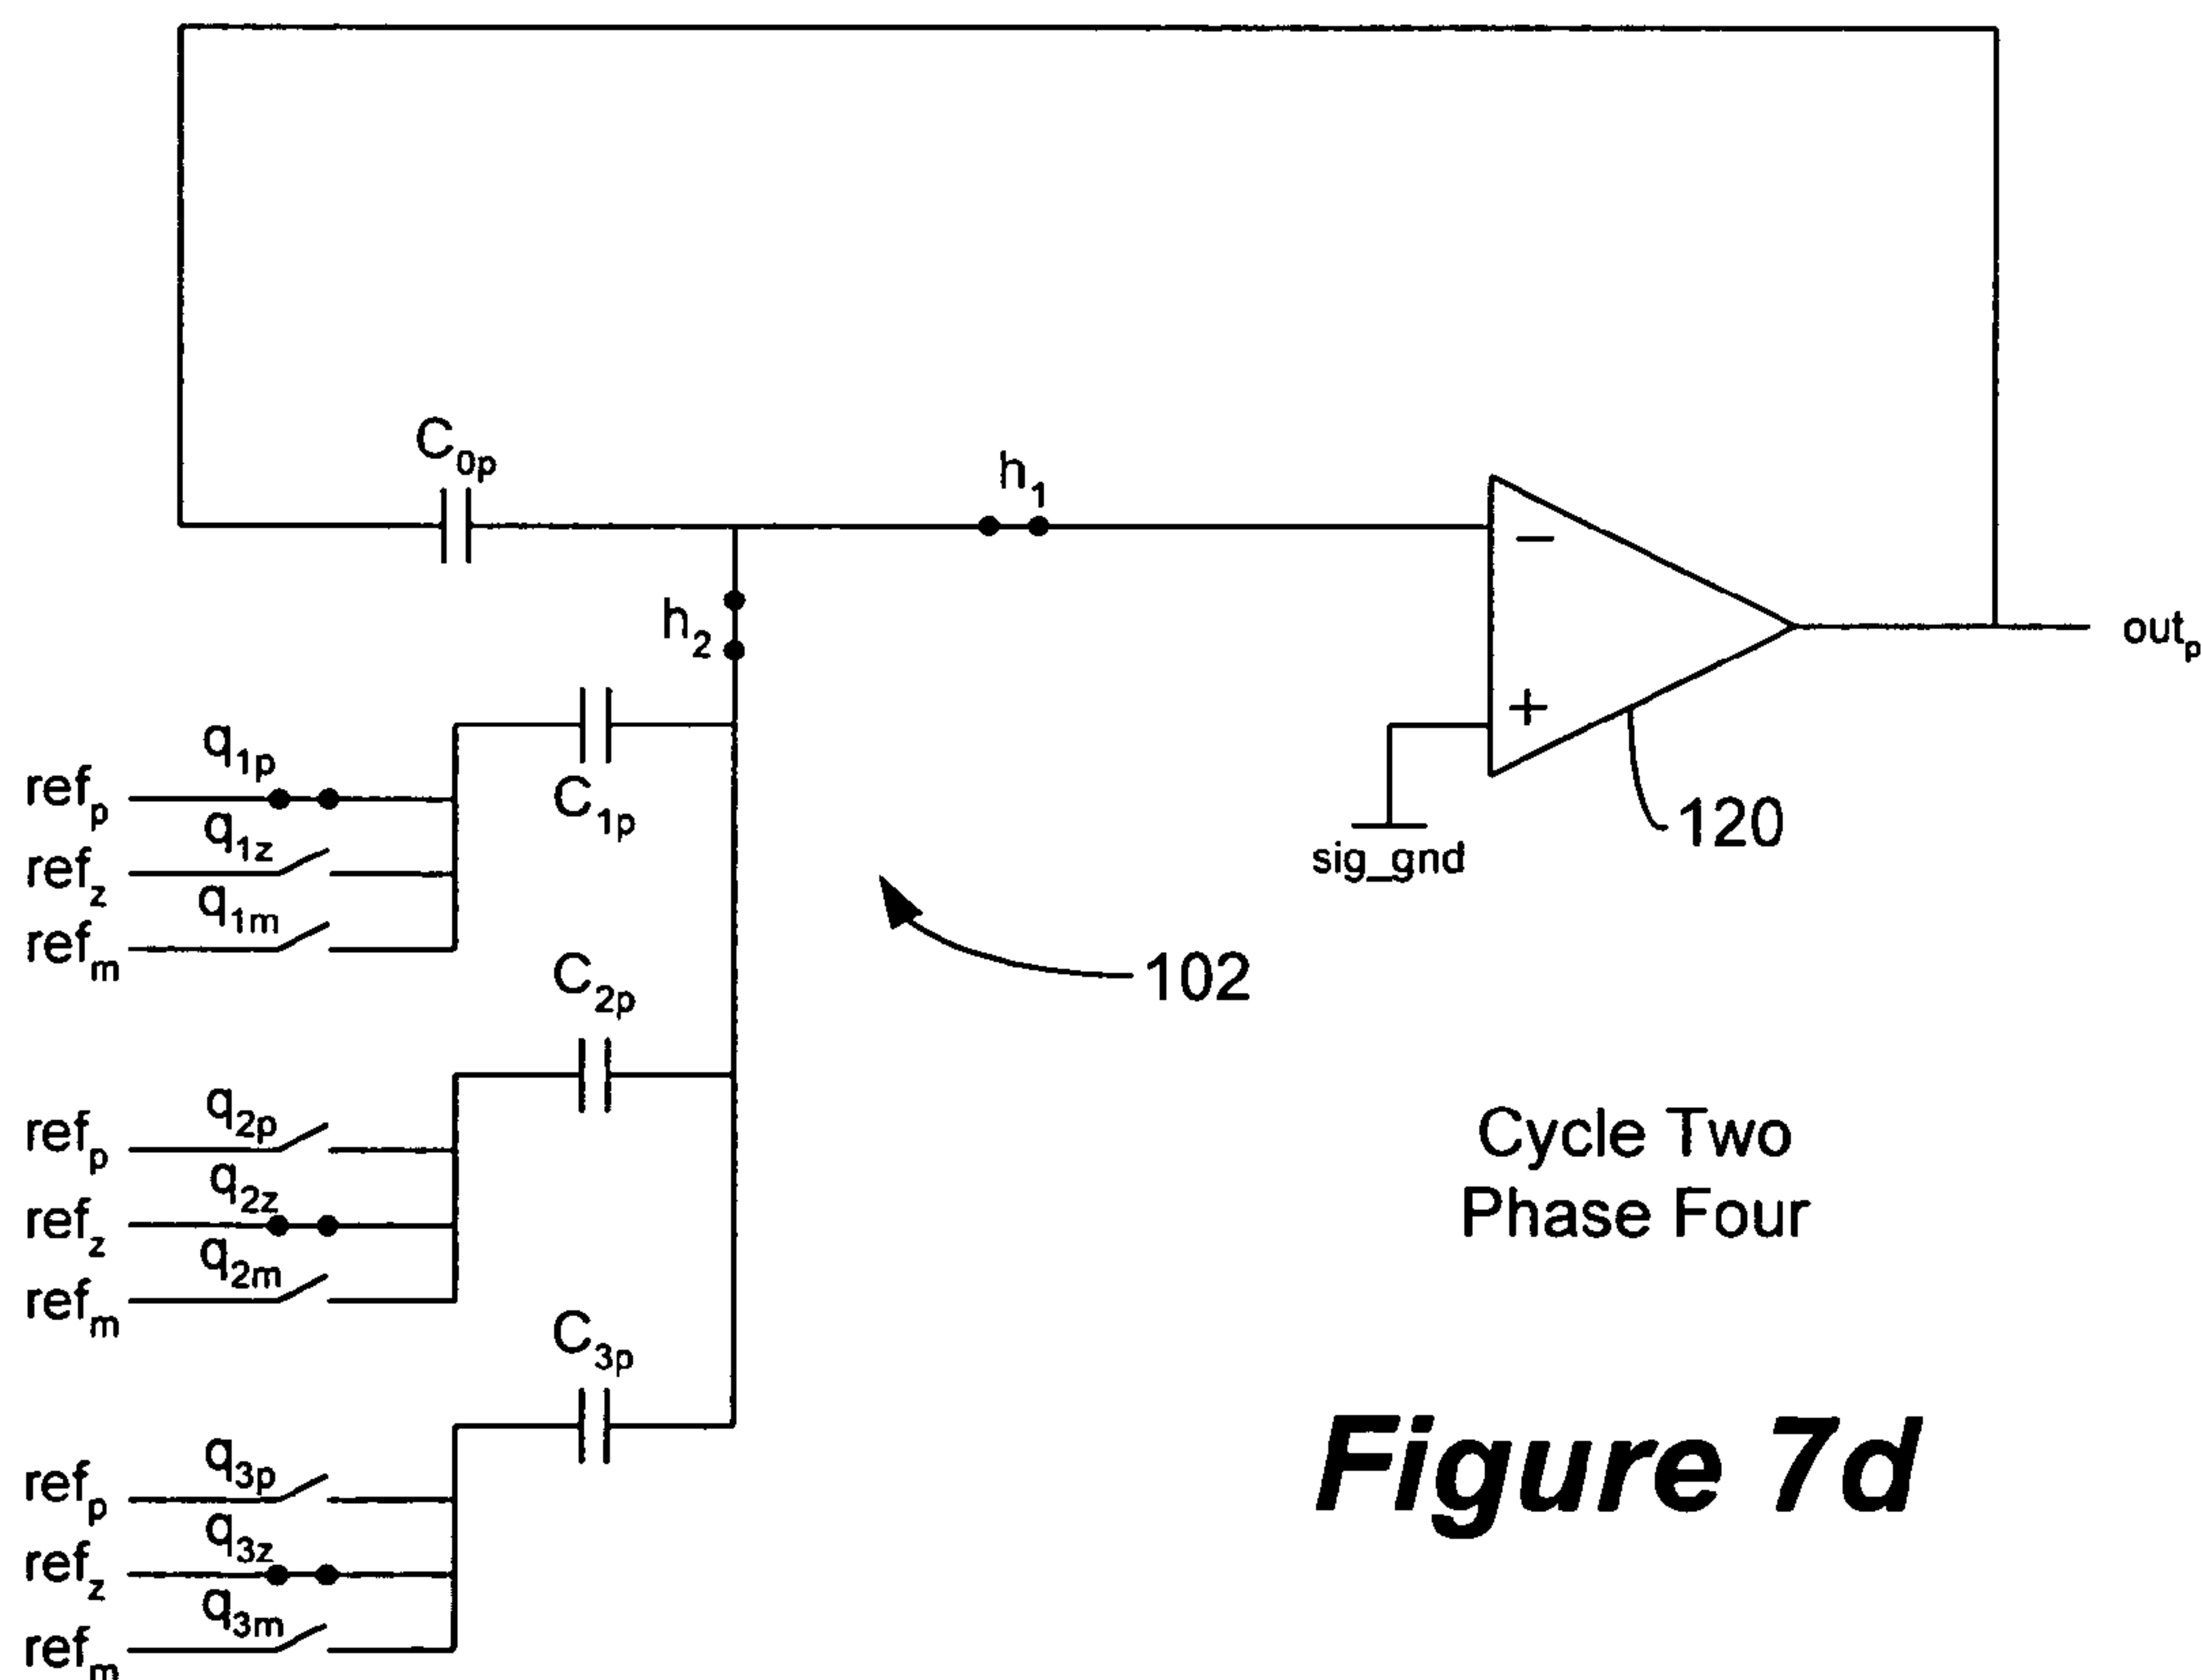 C0p
h1
h2
−
+
outp
sig_gnd
120
102
q1p
refp
C1p
q1z
refz
q1m
refm
C2p
q2p
refp
q2z
refz
q2m
refm
C3p
q3p
refp
q3z
refz
q3m
refm
Cycle Two
Phase Four
Figure 7d